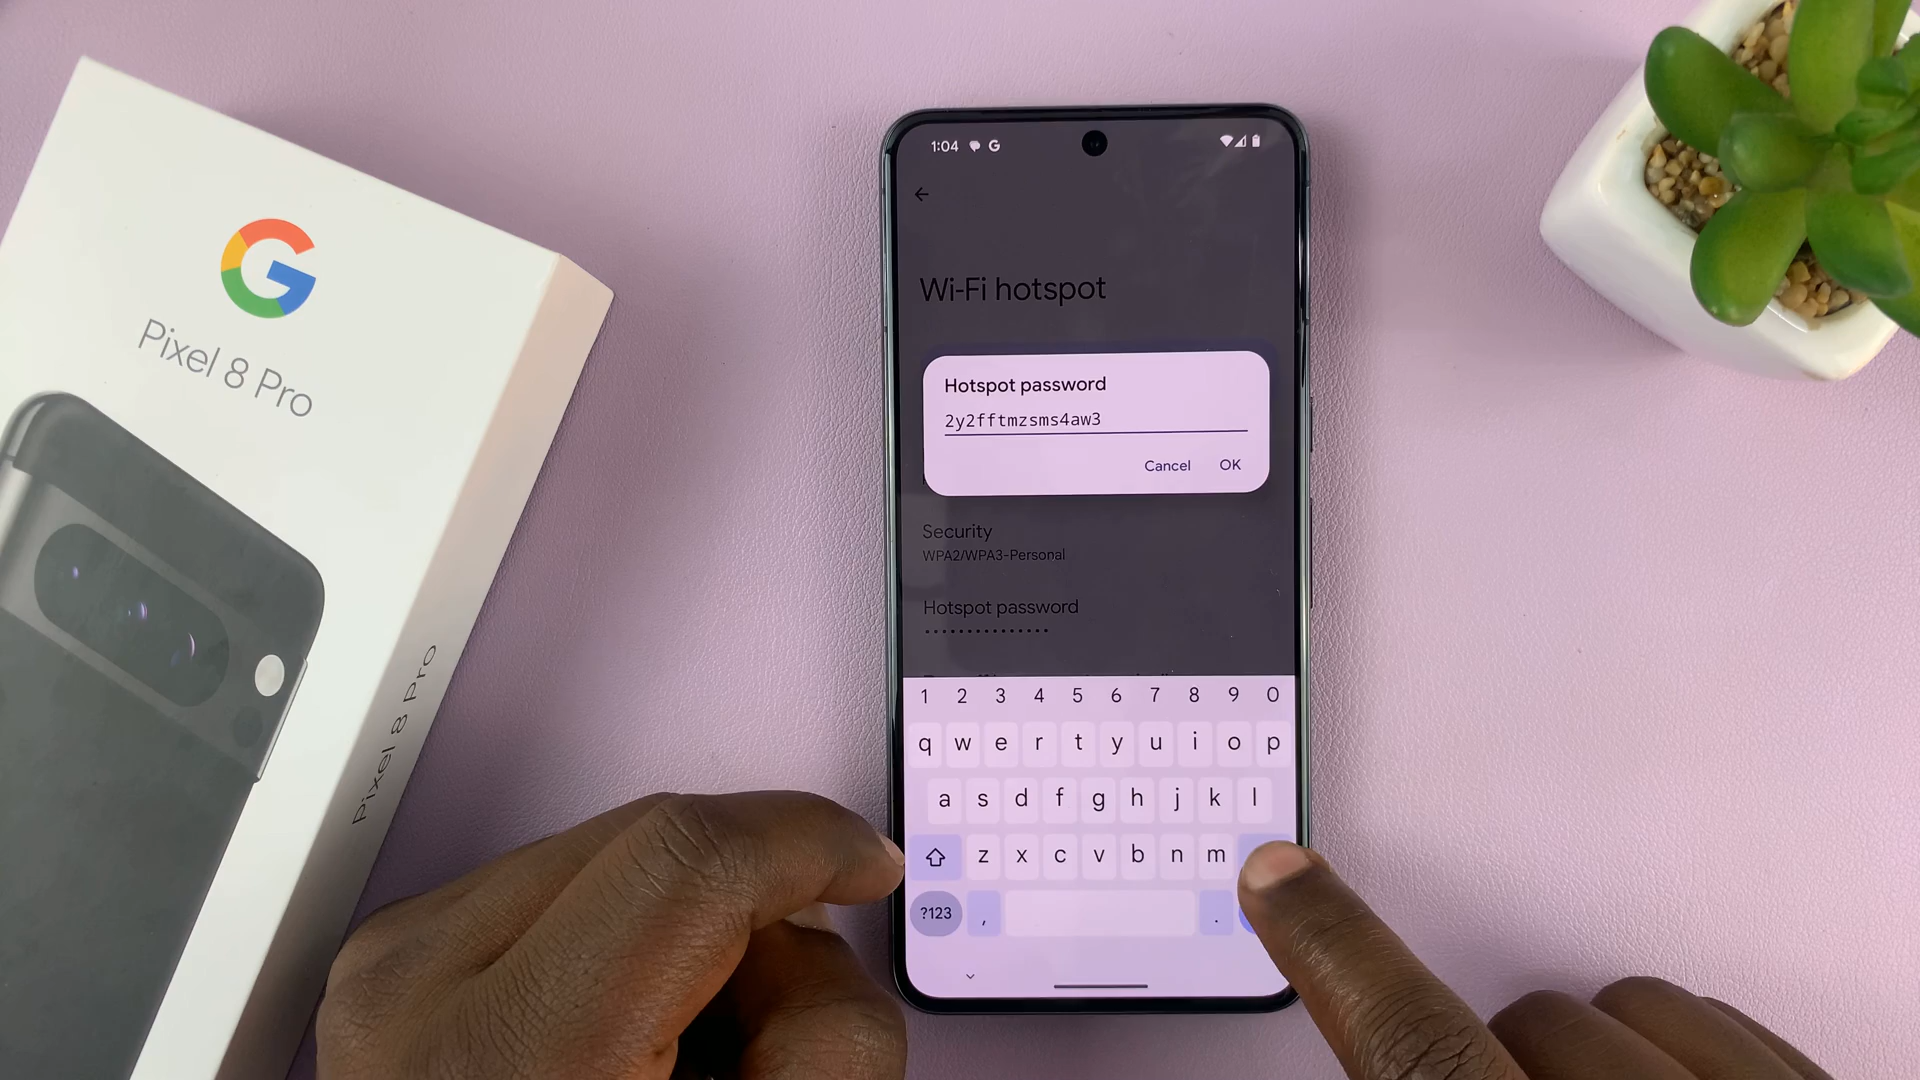 Pixel 8 Pro
Pixel 8 Pro
1:04
Wi-Fi hotspot
Hotspot password
2y2fftmzsms4aw3
Cancel OK
Security
WPA2/WPA3-Personal
Hotspot password
•••••••••••••••
1 2 3 4 5 6 7 8 9 0
q w e r t y u i o p
a s d f g h j k l
z x c v b n m
?123 , .